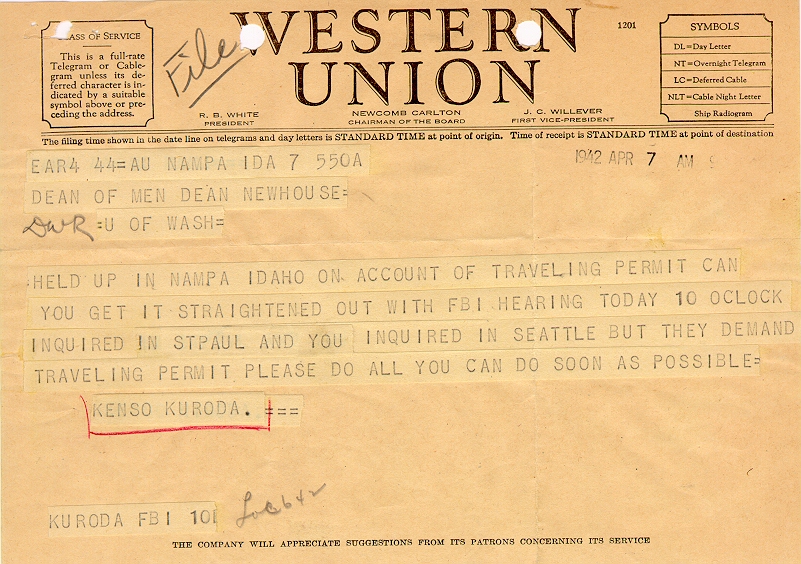 CLASS OF SERVICE
This is a full-rate
Telegram or Cable-
gram unless its de-
ferred character is in-
dicated by a suitable
symbol above or pre-
ceding the address.
File
WESTERN
UNION
1201
R. B. WHITE
PRESIDENT
NEWCOMB CARLTON
CHAIRMAN OF THE BOARD
J. C. WILLEVER
FIRST VICE-PRESIDENT
SYMBOLS
DL=Day Letter
NT=Overnight Telegram
LC=Deferred Cable
NLT=Cable Night Letter
Ship Radiogram
The filing time shown in the date line on telegrams and day letters is STANDARD TIME at point of origin. Time of receipt is STANDARD TIME at point of destination
EAR4 44=AU NAMPA IDA 7 550A
1942 APR 7 AM
DEAN OF MEN DEAN NEWHOUSE=
=U OF WASH=
:HELD UP IN NAMPA IDAHO ON ACCOUNT OF TRAVELING PERMIT CAN
YOU GET IT STRAIGHTENED OUT WITH FBI HEARING TODAY 10 OCLOCK
INQUIRED IN STPAUL AND YOU INQUIRED IN SEATTLE BUT THEY DEMAND
TRAVELING PERMIT PLEASE DO ALL YOU CAN DO SOON AS POSSIBLE=
KENSO KURODA.===
KURODA FBI 10
THE COMPANY WILL APPRECIATE SUGGESTIONS FROM ITS PATRONS CONCERNING ITS SERVICE